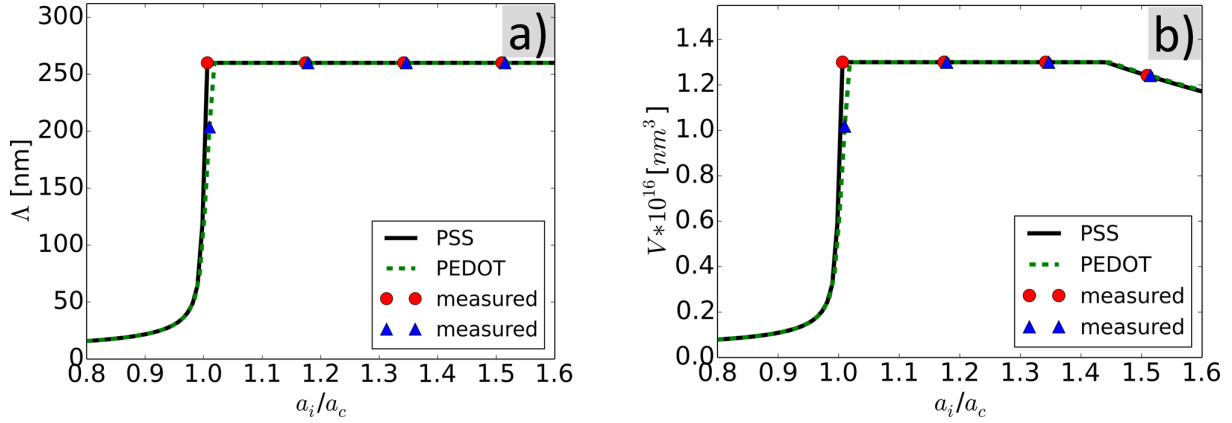 a)
300
250
200
150
100
50
0
Λ [nm]
0.8 0.9 1.0 1.1 1.2 1.3 1.4 1.5 1.6
a_i/a_c
PSS
PEDOT
measured
measured
b)
1.4
1.2
1.0
0.8
0.6
0.4
0.2
0.0
V*10^16 [nm^3]
0.8 0.9 1.0 1.1 1.2 1.3 1.4 1.5 1.6
a_i/a_c
PSS
PEDOT
measured
measured